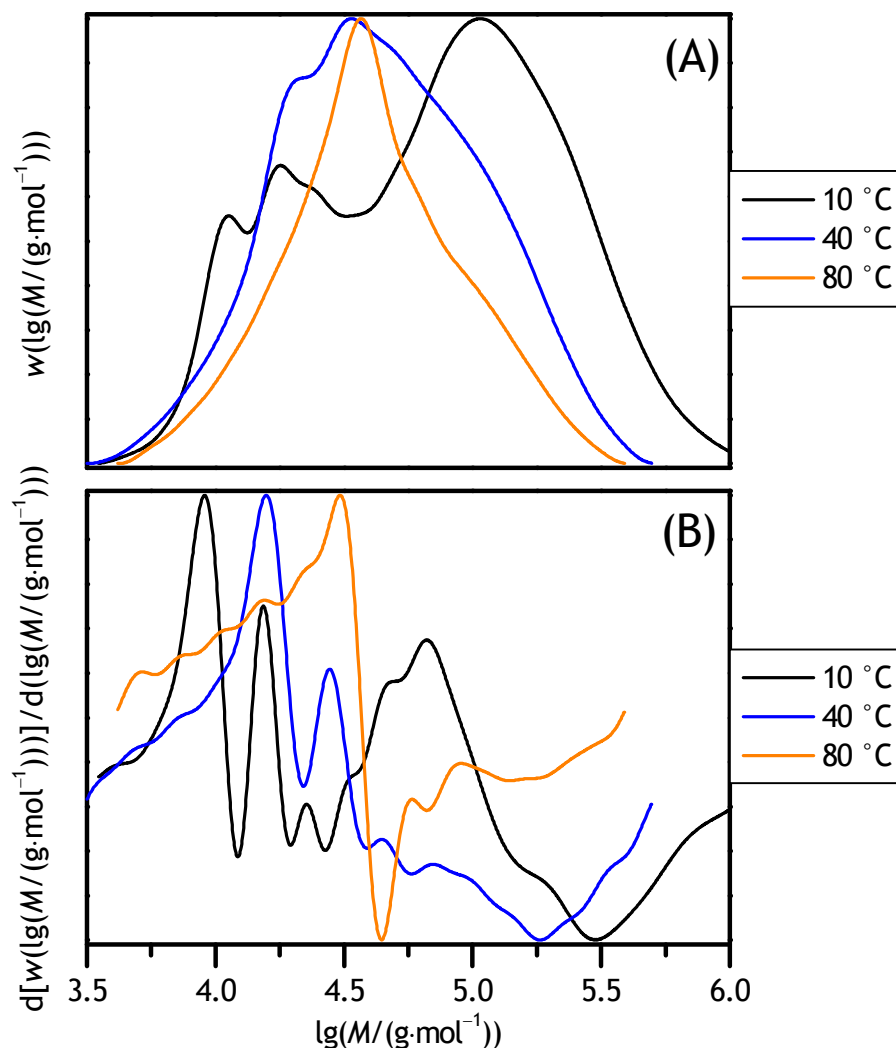 (A)
w(lg(M/(g·mol⁻¹)))
10 °C
40 °C
80 °C
(B)
d[w(lg(M/(g·mol⁻¹)))]/d(lg(M/(g·mol⁻¹)))
10 °C
40 °C
80 °C
3.5 4.0 4.5 5.0 5.5 6.0
lg(M/(g·mol⁻¹))